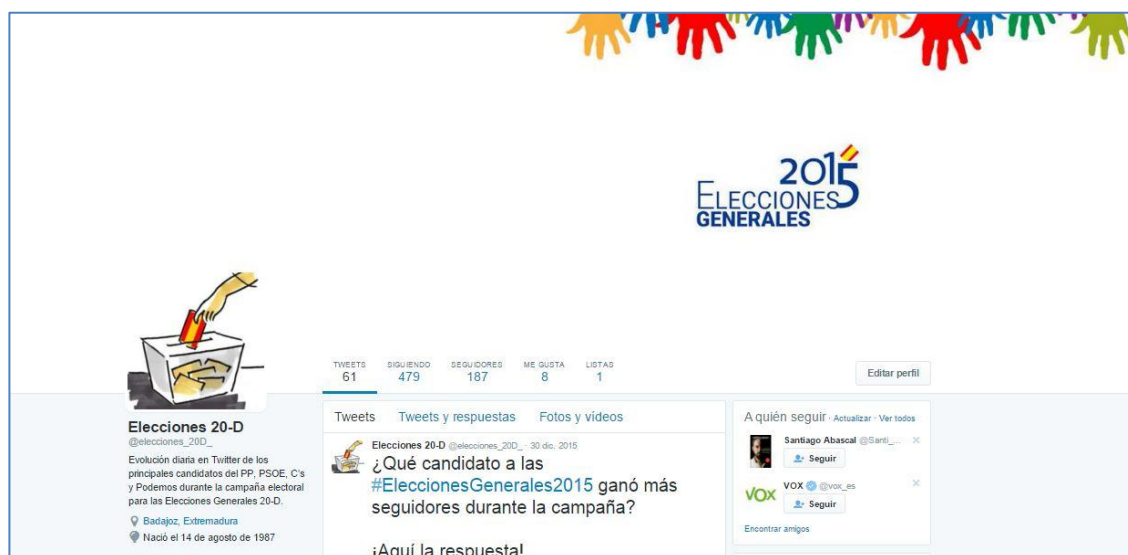 2015
ELECCIONES
GENERALES
TWEETS SIGUIENDO SEGUIDORES ME GUSTA LISTAS
61 479 187 8 1
Editar perfil
Elecciones 20-D
@elecciones_20D_
Evolución diaria en Twitter de los
principales candidatos del PP, PSOE, C's
y Podemos durante la campaña electoral
para las Elecciones Generales 20-D.
Badajoz, Extremadura
Nació el 14 de agosto de 1987
Tweets Tweets y respuestas Fotos y vídeos
Elecciones 20-D @elecciones_20D_ · 30 dic. 2015
¿Qué candidato a las
#EleccionesGenerales2015 ganó más
seguidores durante la campaña?
¡Aquí la respuesta!
A quién seguir · Actualizar · Ver todos
Santiago Abascal @Santi_...
Seguir
VOX
VOX @vox_es
Seguir
Encontrar amigos